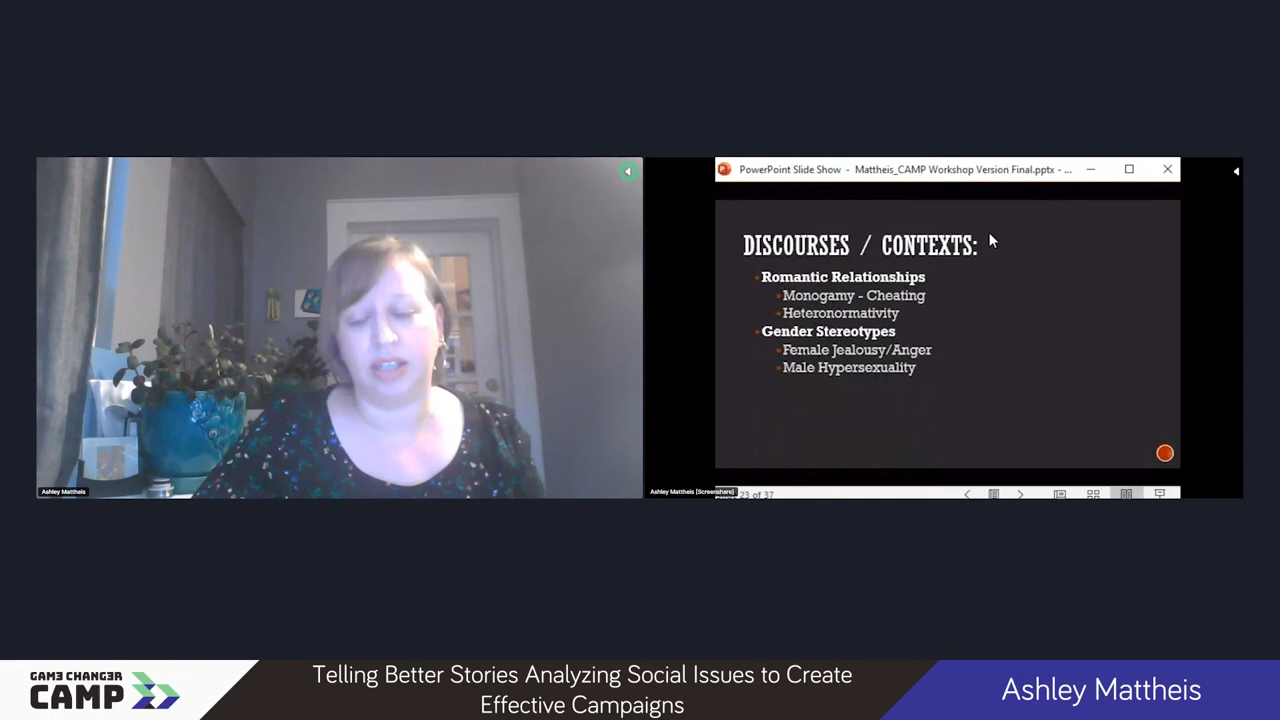 PowerPoint Slide Show - Mattheis_CAMP Workshop Version Final.pptx - ...
DISCOURSES / CONTEXTS:
Romantic Relationships
Monogamy - Cheating
Heteronormativity
Gender Stereotypes
Female Jealousy/Anger
Male Hypersexuality
Ashley Mattheis
Ashley Mattheis (Screenshare)
23 of 37
GAME CHANGER
CAMP
Telling Better Stories Analyzing Social Issues to Create
Effective Campaigns
Ashley Mattheis